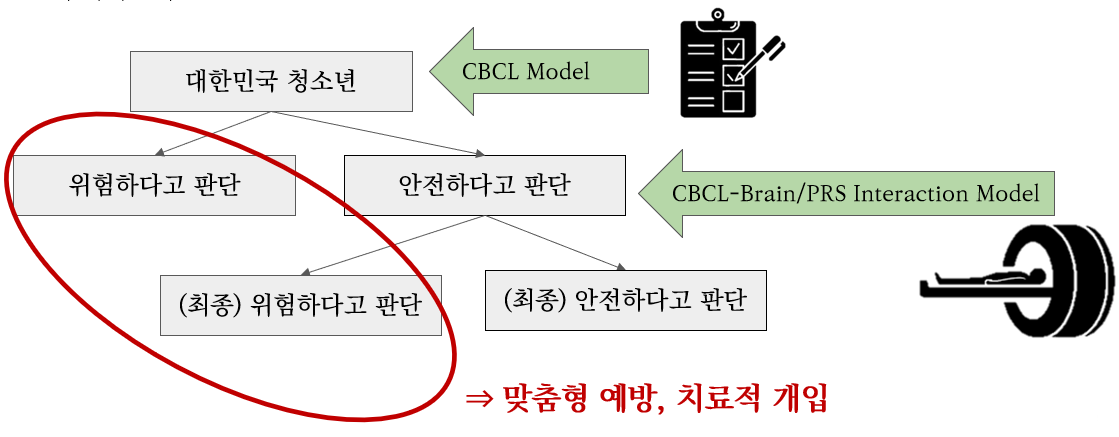 대한민국 청소년
CBCL Model
위험하다고 판단
안전하다고 판단
CBCL-Brain/PRS Interaction Model
(최종) 위험하다고 판단
(최종) 안전하다고 판단
⇒ 맞춤형 예방, 치료적 개입